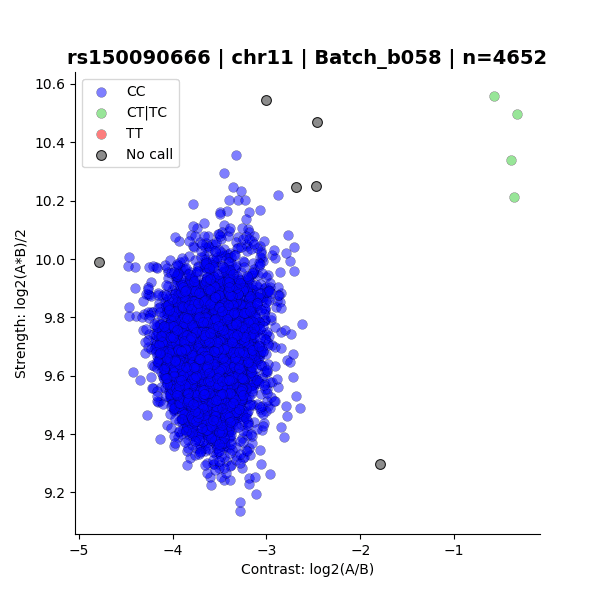 rs150090666 | chr11 | Batch_b058 | n=4652
CC
CT|TC
TT
No call
Strength: log2(A*B)/2
10.6
10.4
10.2
10.0
9.8
9.6
9.4
9.2
−5
−4
−3
−2
−1
Contrast: log2(A/B)